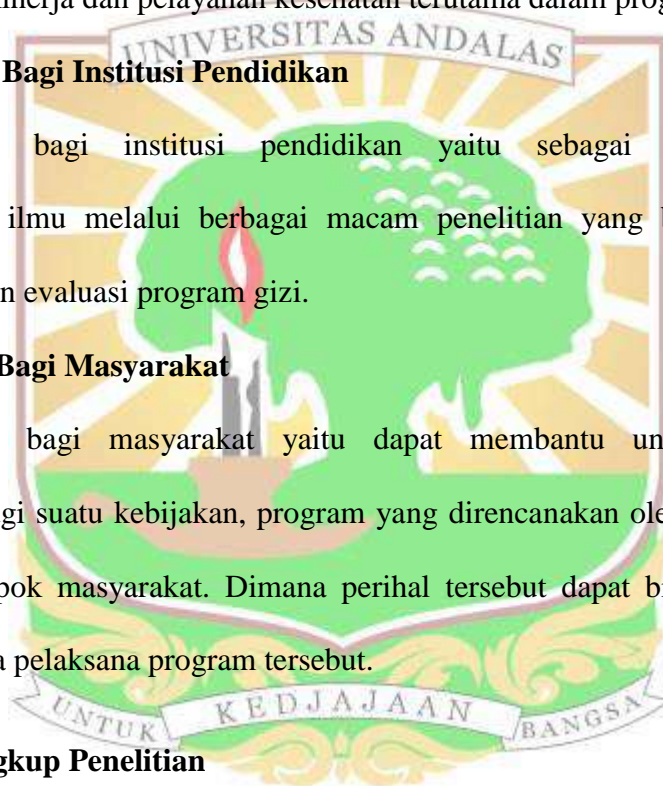 inerja dan pelayanan kesehatan terutama dalam prog
UNIVERSITAS ANDALAS
Bagi Institusi Pendidikan
bagi institusi pendidikan yaitu sebagai
ilmu melalui berbagai macam penelitian yang
n evaluasi program gizi.
Bagi Masyarakat
bagi masyarakat yaitu dapat membantu un
gi suatu kebijakan, program yang direncanakan ole
pok masyarakat. Dimana perihal tersebut dapat b
a pelaksana program tersebut.
UNTUK KEDJAJAAN BANGSA
gkup Penelitian